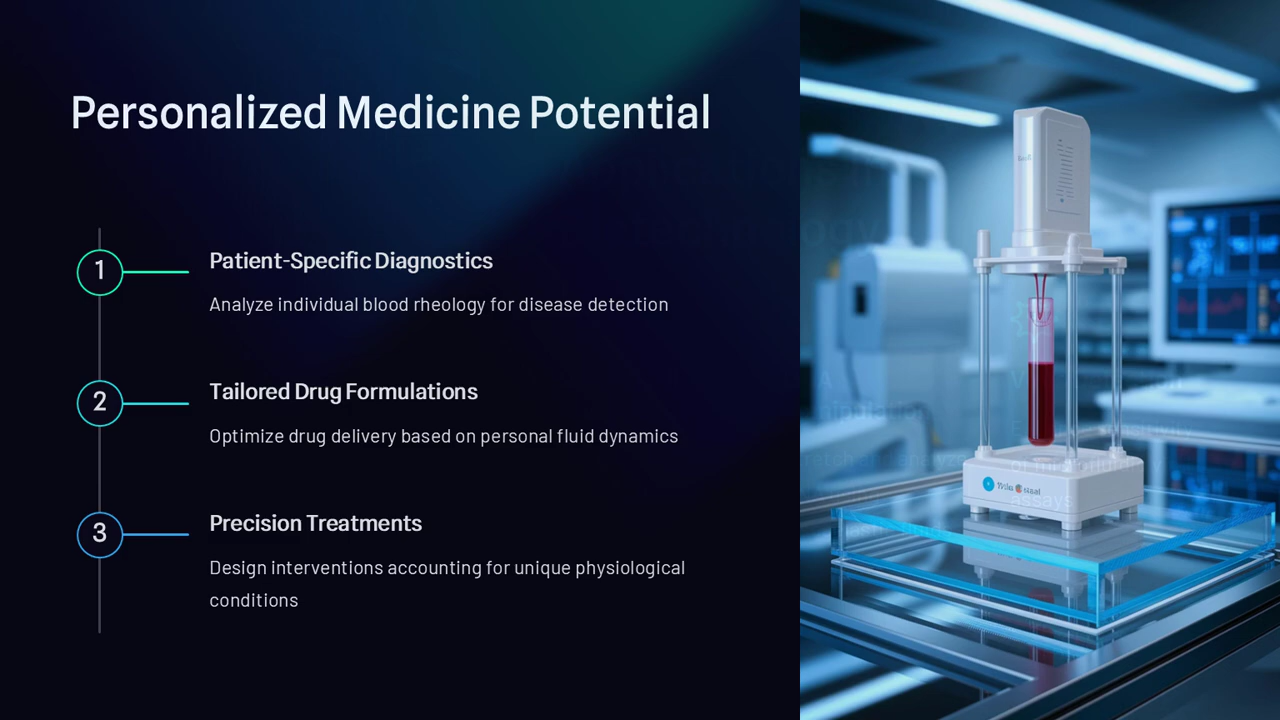 Personalized Medicine Potential
1
Patient-Specific Diagnostics
Analyze individual blood rheology for disease detection
2
Tailored Drug Formulations
Optimize drug delivery based on personal fluid dynamics
3
Precision Treatments
Design interventions accounting for unique physiological
conditions
assays